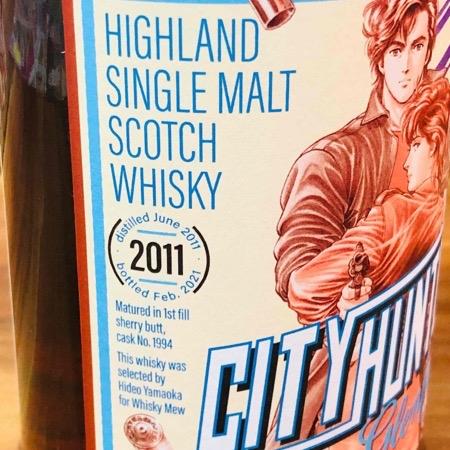 HIGHLAND
SINGLE MALT
SCOTCH
WHISKY
distilled June 2011
2011
bottled Feb. 2021
Matured in 1st fill
sherry butt,
cask No. 1994
This whisky was
selected by
Hideo Yamaoka
for Whisky Mew
CITYHUN